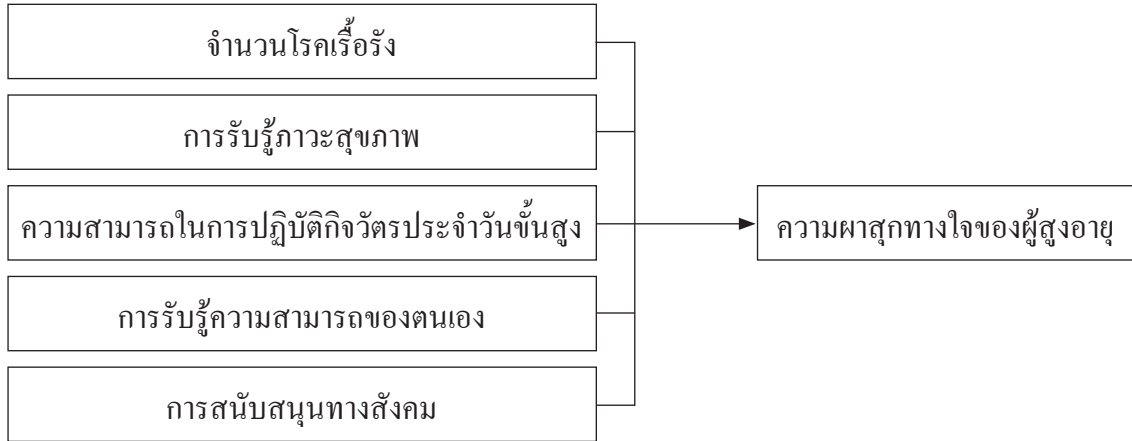 จำนวนโรคเรื้อรัง
การรับรู้ภาวะสุขภาพ
ความสามารถในการปฏิบัติกิจวัตรประจำวันขั้นสูง
ความผาสุกทางใจของผู้สูงอายุ
การรับรู้ความสามารถของตนเอง
การสนับสนุนทางสังคม